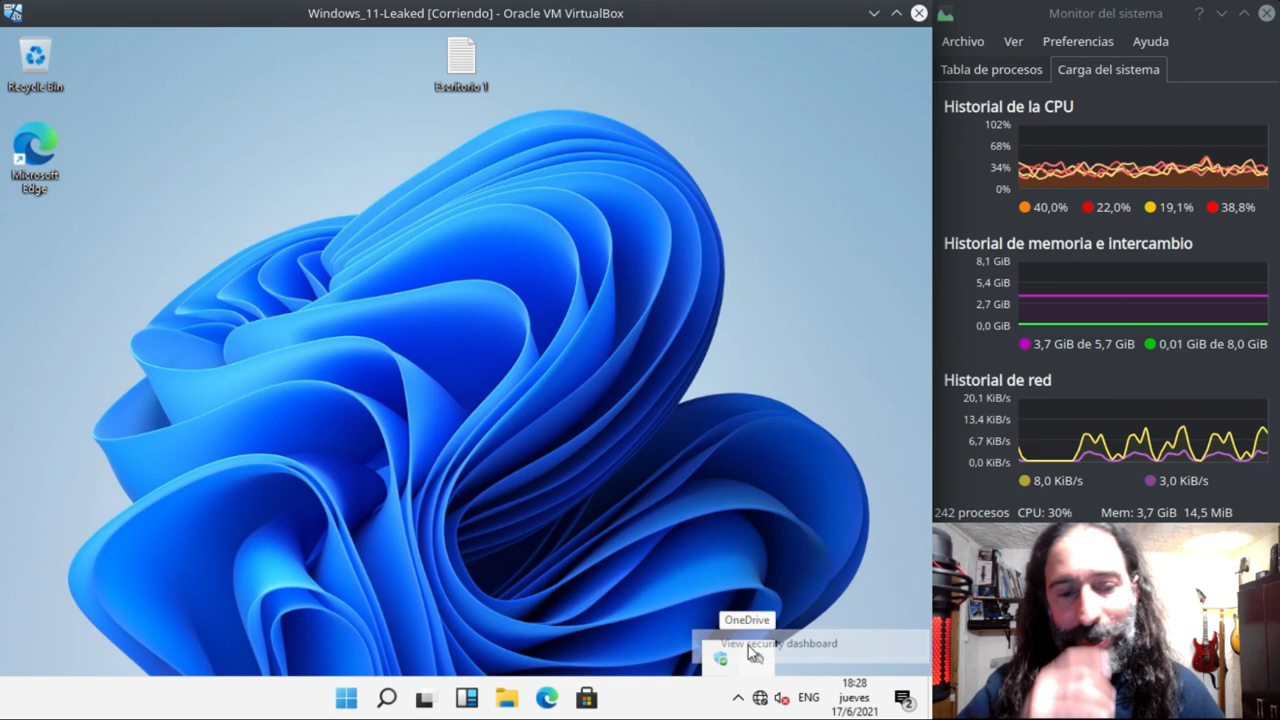 Windows_11-Leaked [Corriendo] - Oracle VM VirtualBox
Recycle Bin
Escritorio 1
Microsoft
Edge
OneDrive
View security dashboard
ENG
18:28
jueves
17/6/2021
2
Monitor del sistema
Archivo Ver Preferencias Ayuda
Tabla de procesos Carga del sistema
Historial de la CPU
102%
68%
34%
0%
40,0% 22,0% 19,1% 38,8%
Historial de memoria e intercambio
8,1 GiB
5,4 GiB
2,7 GiB
0,0 GiB
3,7 GiB de 5,7 GiB 0,01 GiB de 8,0 GiB
Historial de red
20,1 KiB/s
13,4 KiB/s
6,7 KiB/s
0,0 KiB/s
8,0 KiB/s 3,0 KiB/s
242 procesos CPU: 30% Mem: 3,7 GiB 14,5 MiB